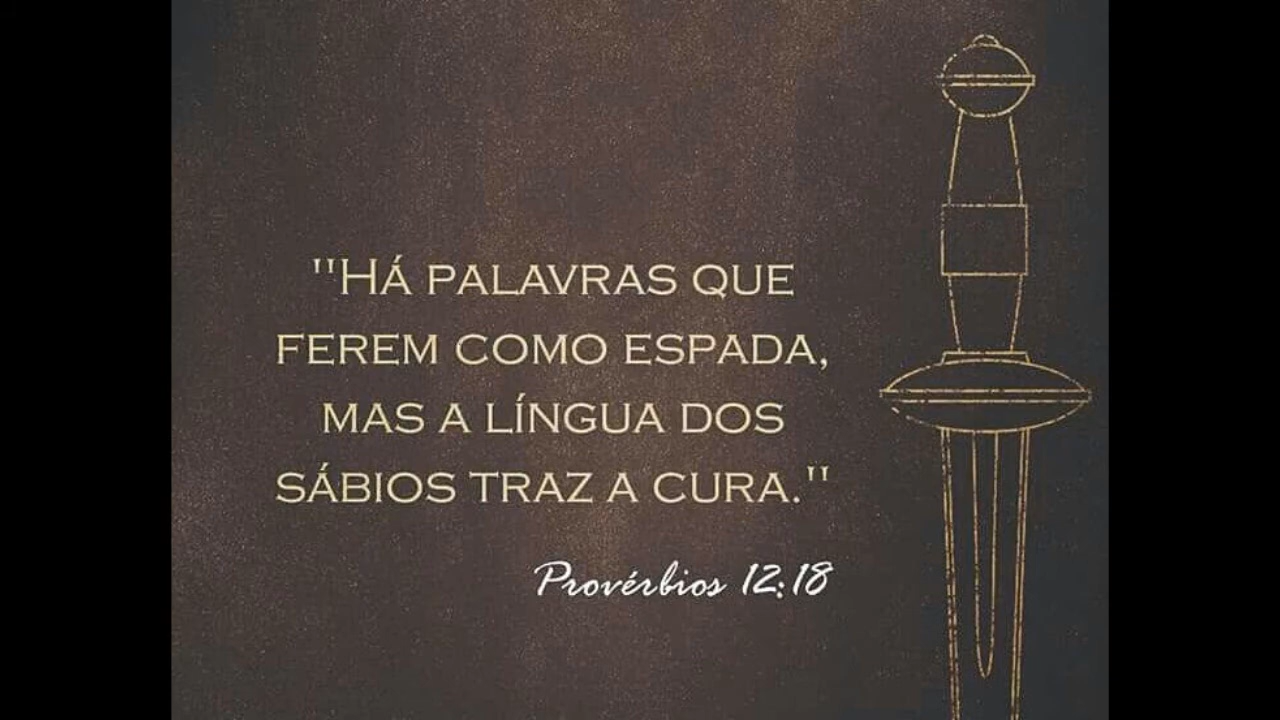 "Há palavras que
ferem como espada,
mas a língua dos
sábios traz a cura."
Provérbios 12:18